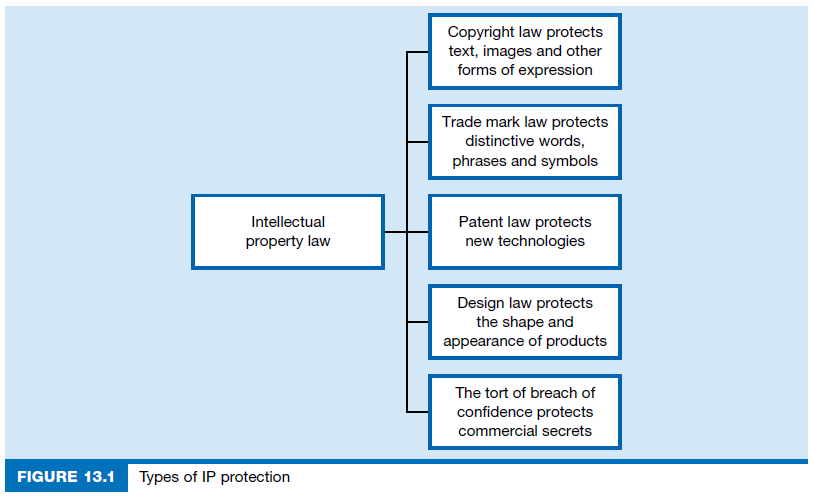 Copyright law protects
text, images and other
forms of expression
Trade mark law protects
distinctive words,
phrases and symbols
Intellectual
property law
Patent law protects
new technologies
Design law protects
the shape and
appearance of products
The tort of breach of
confidence protects
commercial secrets
FIGURE 13.1 Types of IP protection